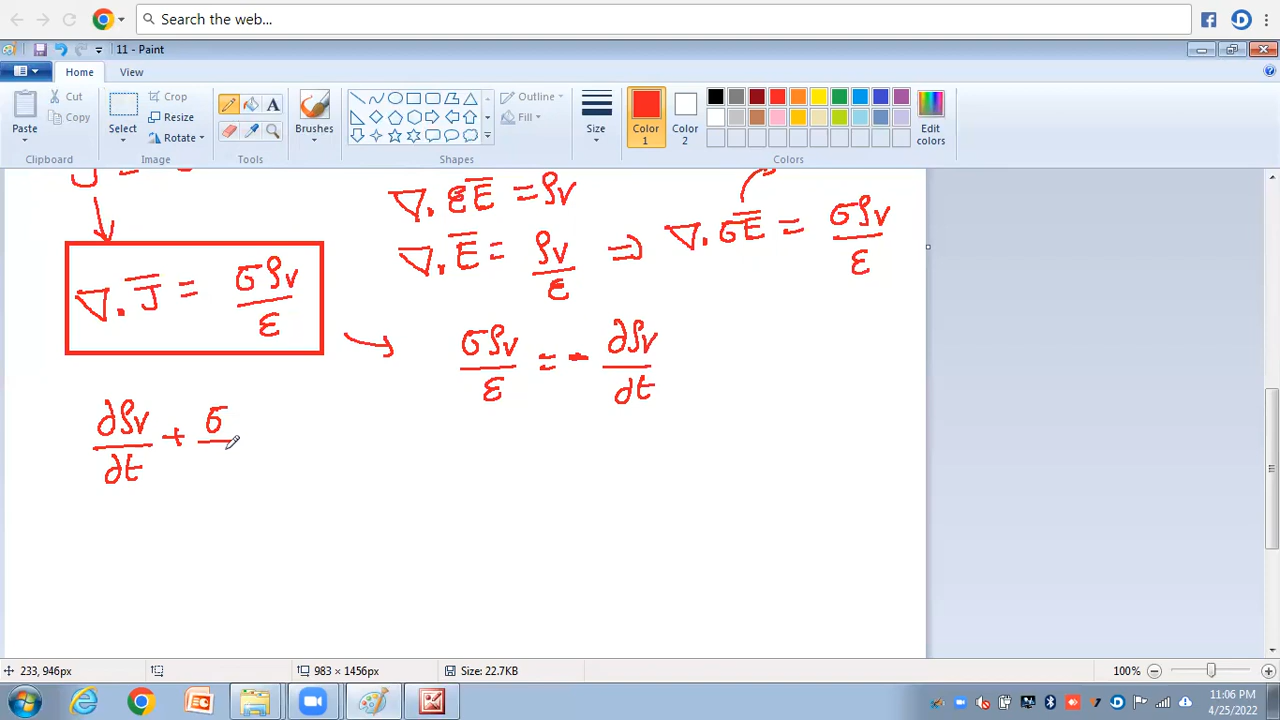 Search the web...
11 - Paint
Home View
Paste Cut Copy Clipboard
Select Crop Resize Rotate Image
Tools
Brushes
Outline Fill Shapes
Size
Color 1 Color 2 Edit colors Colors
∇. εE̅ = ρv
∇. E̅ = ρv/ε ⇒ ∇. σE̅ = σρv/ε
∇. J̅ = σρv/ε
σρv/ε = - ∂ρv/∂t
∂ρv/∂t + σ
233, 946px 983 × 1456px Size: 22.7KB 100%
11:06 PM
4/25/2022